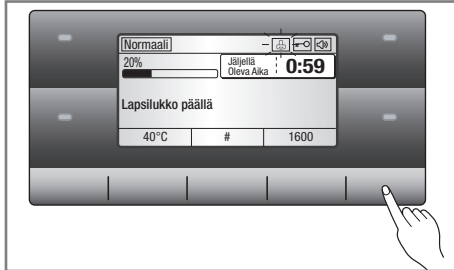 Normaali
20%
Jäljellä
Oleva Aika
0:59
Lapsilukko päällä
40°C # 1600